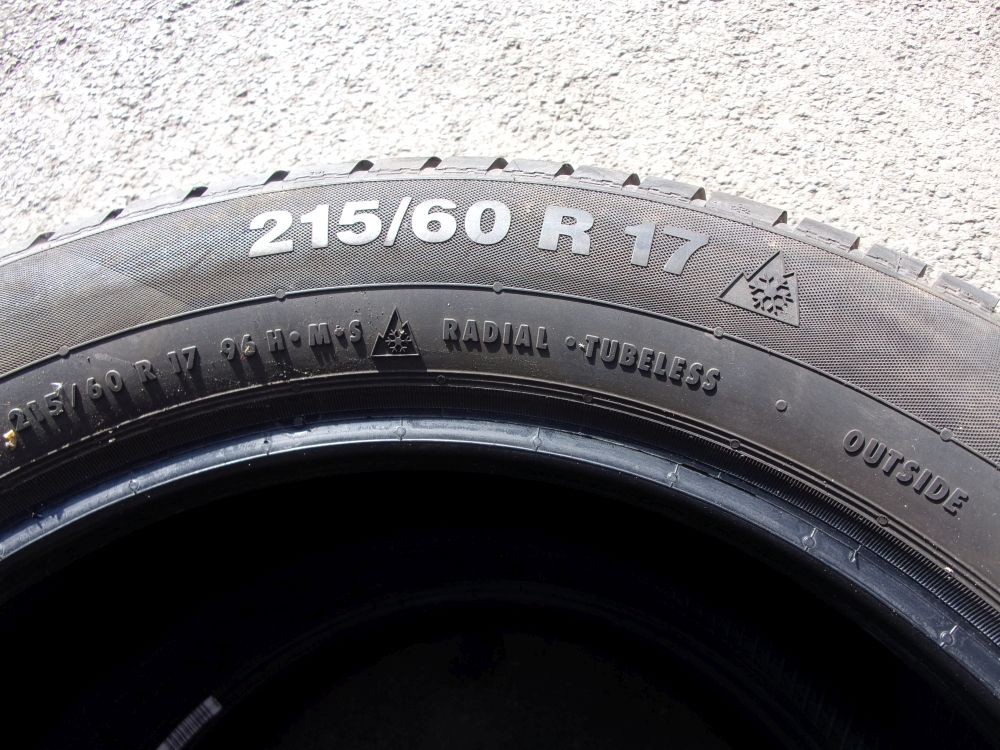 215/60 R 17
215/60 R 17 96 H • M • S RADIAL • TUBELESS
OUTSIDE